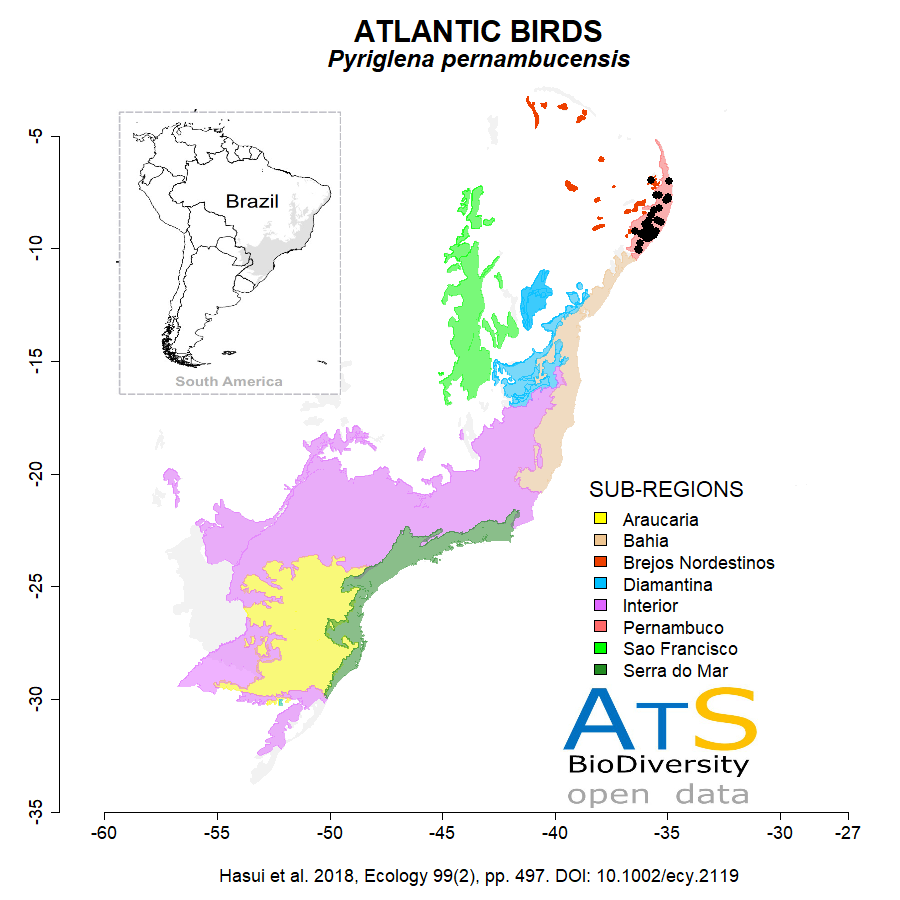 ATLANTIC BIRDS
Pyriglena pernambucensis
Brazil
South America
-5
-10
-15
-20
-25
-30
-35
SUB-REGIONS
Araucaria
Bahia
Brejos Nordestinos
Diamantina
Interior
Pernambuco
Sao Francisco
Serra do Mar
ATS
BioDiversity
open data
-60 -55 -50 -45 -40 -35 -30 -27
Hasui et al. 2018, Ecology 99(2), pp. 497. DOI: 10.1002/ecy.2119